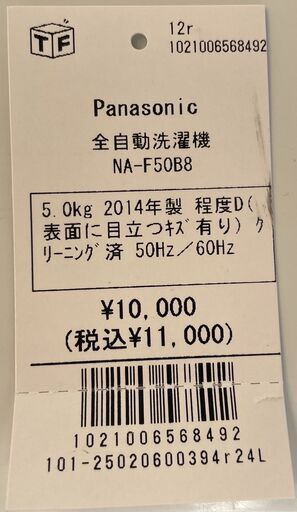 TF
12r
1021006568492
Panasonic
全自動洗濯機
NA-F50B8
5.0kg 2014年製 程度D(
表面に目立つｷｽﾞ有り) ｸ
ﾘｰﾆﾝｸﾞ済 50Hz／60Hz
¥10,000
(税込¥11,000)
1021006568492
101-25020600394r24L